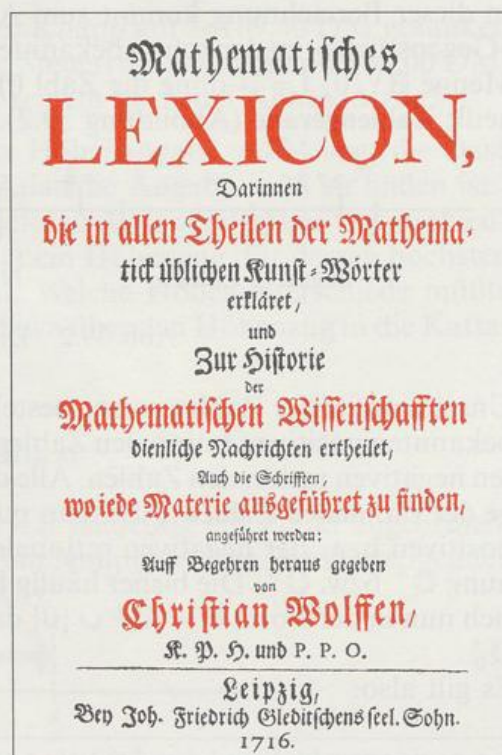 Mathematisches
LEXICON,
Darinnen
die in allen Theilen der Mathema-
tick üblichen Kunst-Wörter
erkläret,
und
Zur Historie
der
Mathematischen Wissenschafften
dienliche Nachrichten ertheilet,
Auch die Schrifften,
wo iede Materie ausgeführet zu finden,
angeführet werden:
Auff Begehren heraus gegeben
von
Christian Wolffen,
K. P. H. und P. P. O.
Leipzig,
Bey Joh. Friedrich Gleditschens seel. Sohn.
1716.